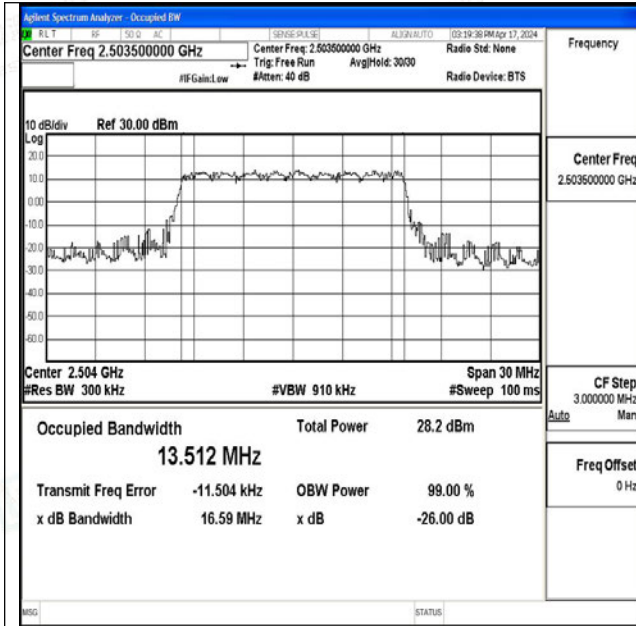 Agilent Spectrum Analyzer - Occupied BW
RL T RF 50 Ω AC SENSE:PULSE ALIGN AUTO 03:19:38 PM Apr 17, 2024
Center Freq 2.503500000 GHz
Center Freq: 2.503500000 GHz
Radio Std: None
Trig: Free Run Avg|Hold: 30/30
#IFGain:Low #Atten: 40 dB Radio Device: BTS
10 dB/div Ref 30.00 dBm
Log
20.0
10.0
0.00
-10.0
-20.0
-30.0
-40.0
-50.0
-60.0
Center 2.504 GHz Span 30 MHz
#Res BW 300 kHz #VBW 910 kHz #Sweep 100 ms
Occupied Bandwidth Total Power 28.2 dBm
13.512 MHz
Transmit Freq Error -11.504 kHz OBW Power 99.00 %
x dB Bandwidth 16.59 MHz x dB -26.00 dB
MSG STATUS
Frequency
Center Freq
2.503500000 GHz
CF Step
3.000000 MHz
Auto Man
Freq Offset
0 Hz